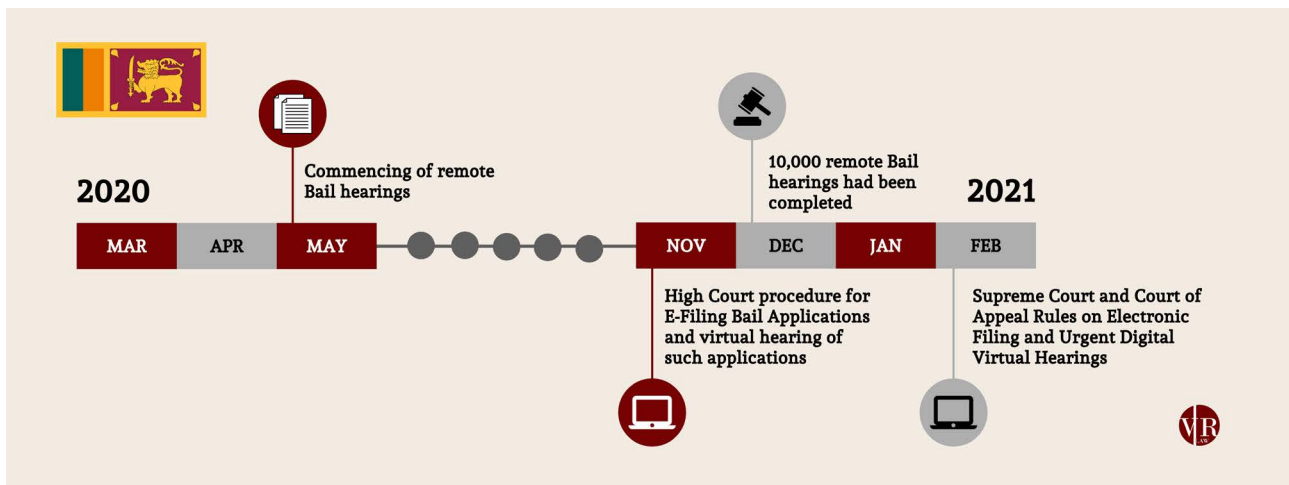 2020
2021
MAR
APR
MAY
NOV
DEC
JAN
FEB
Commencing of remote
Bail hearings
10,000 remote Bail
hearings had been
completed
High Court procedure for
E-Filing Bail Applications
and virtual hearing of
such applications
Supreme Court and Court of
Appeal Rules on Electronic
Filing and Urgent Digital
Virtual Hearings
VR
LAW